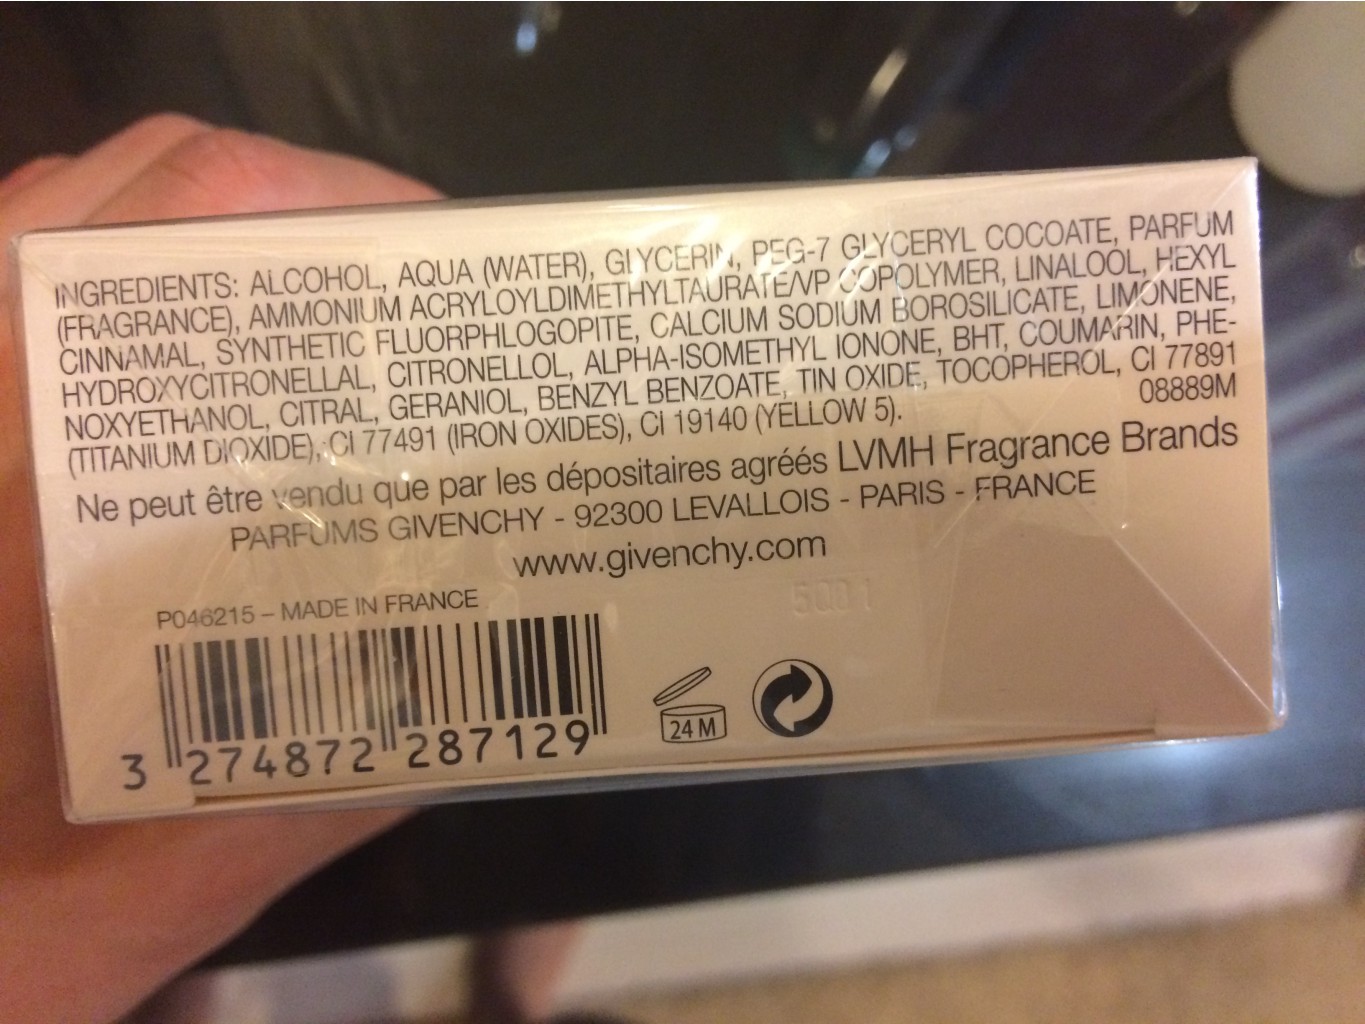 INGREDIENTS: ALCOHOL, AQUA (WATER), GLYCERIN, PEG-7 GLYCERYL COCOATE, PARFUM
(FRAGRANCE), AMMONIUM ACRYLOYLDIMETHYLTAURATE/VP COPOLYMER, LINALOOL, HEXYL
CINNAMAL, SYNTHETIC FLUORPHLOGOPITE, CALCIUM SODIUM BOROSILICATE, LIMONENE,
HYDROXYCITRONELLAL, CITRONELLOL, ALPHA-ISOMETHYL IONONE, BHT, COUMARIN, PHE-
NOXYETHANOL, CITRAL, GERANIOL, BENZYL BENZOATE, TIN OXIDE, TOCOPHEROL, CI 77891
(TITANIUM DIOXIDE), CI 77491 (IRON OXIDES), CI 19140 (YELLOW 5). 08889M
Ne peut être vendu que par les dépositaires agréés LVMH Fragrance Brands
PARFUMS GIVENCHY - 92300 LEVALLOIS - PARIS - FRANCE
www.givenchy.com
5001
P046215 – MADE IN FRANCE
24 M
3 274872 287129